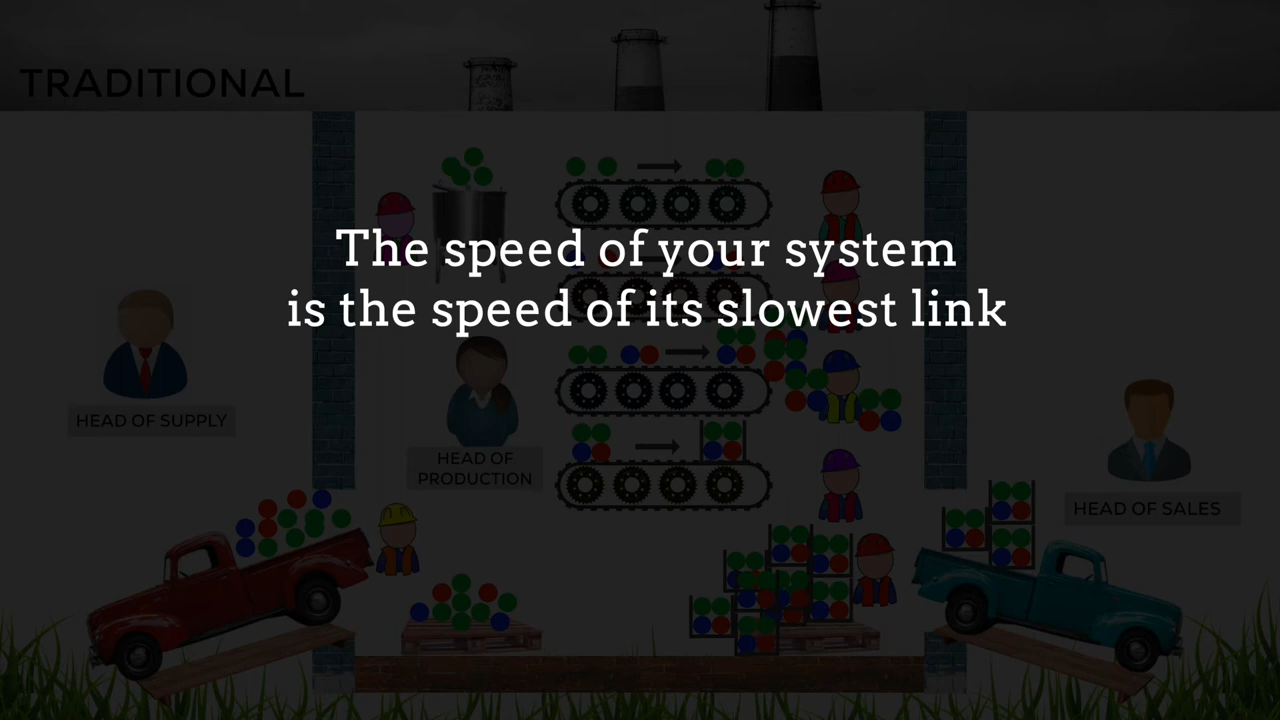 TRADITIONAL
The speed of your system
is the speed of its slowest link
HEAD OF SUPPLY
HEAD OF
PRODUCTION
HEAD OF SALES